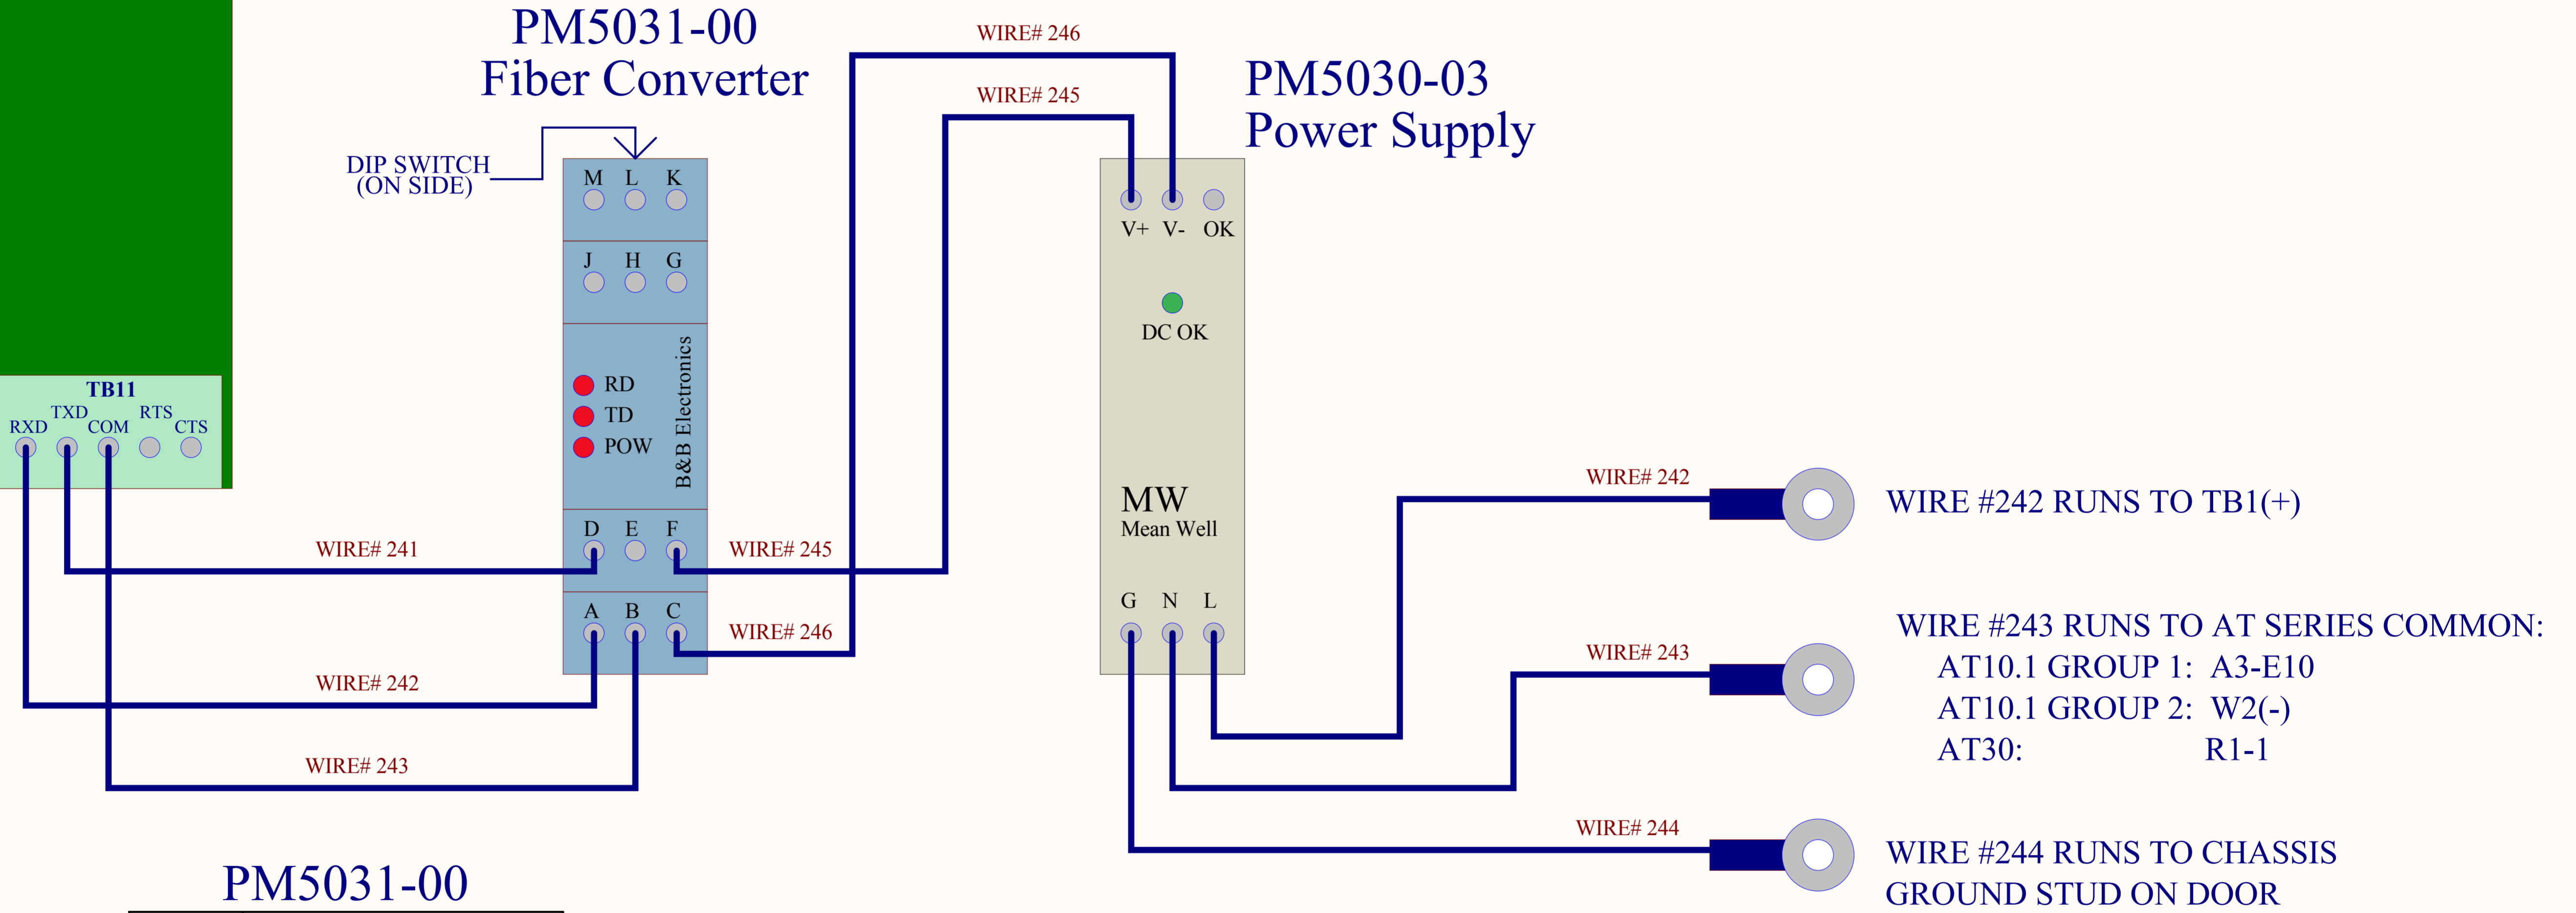 PM5031-00
Fiber Converter
DIP SWITCH
(ON SIDE)
M L K
J H G
RD
TD
POW
B&B Electronics
D E F
A B C
TB11
RXD TXD COM RTS CTS
WIRE# 241
WIRE# 242
WIRE# 243
WIRE# 246
WIRE# 245
WIRE# 245
WIRE# 246
PM5030-03
Power Supply
V+ V- OK
DC OK
MW
Mean Well
G N L
WIRE# 242
WIRE #242 RUNS TO TB1(+)
WIRE# 243
WIRE #243 RUNS TO AT SERIES COMMON:
AT10.1 GROUP 1: A3-E10
AT10.1 GROUP 2: W2(-)
AT30: R1-1
WIRE# 244
WIRE #244 RUNS TO CHASSIS
GROUND STUD ON DOOR
PM5031-00